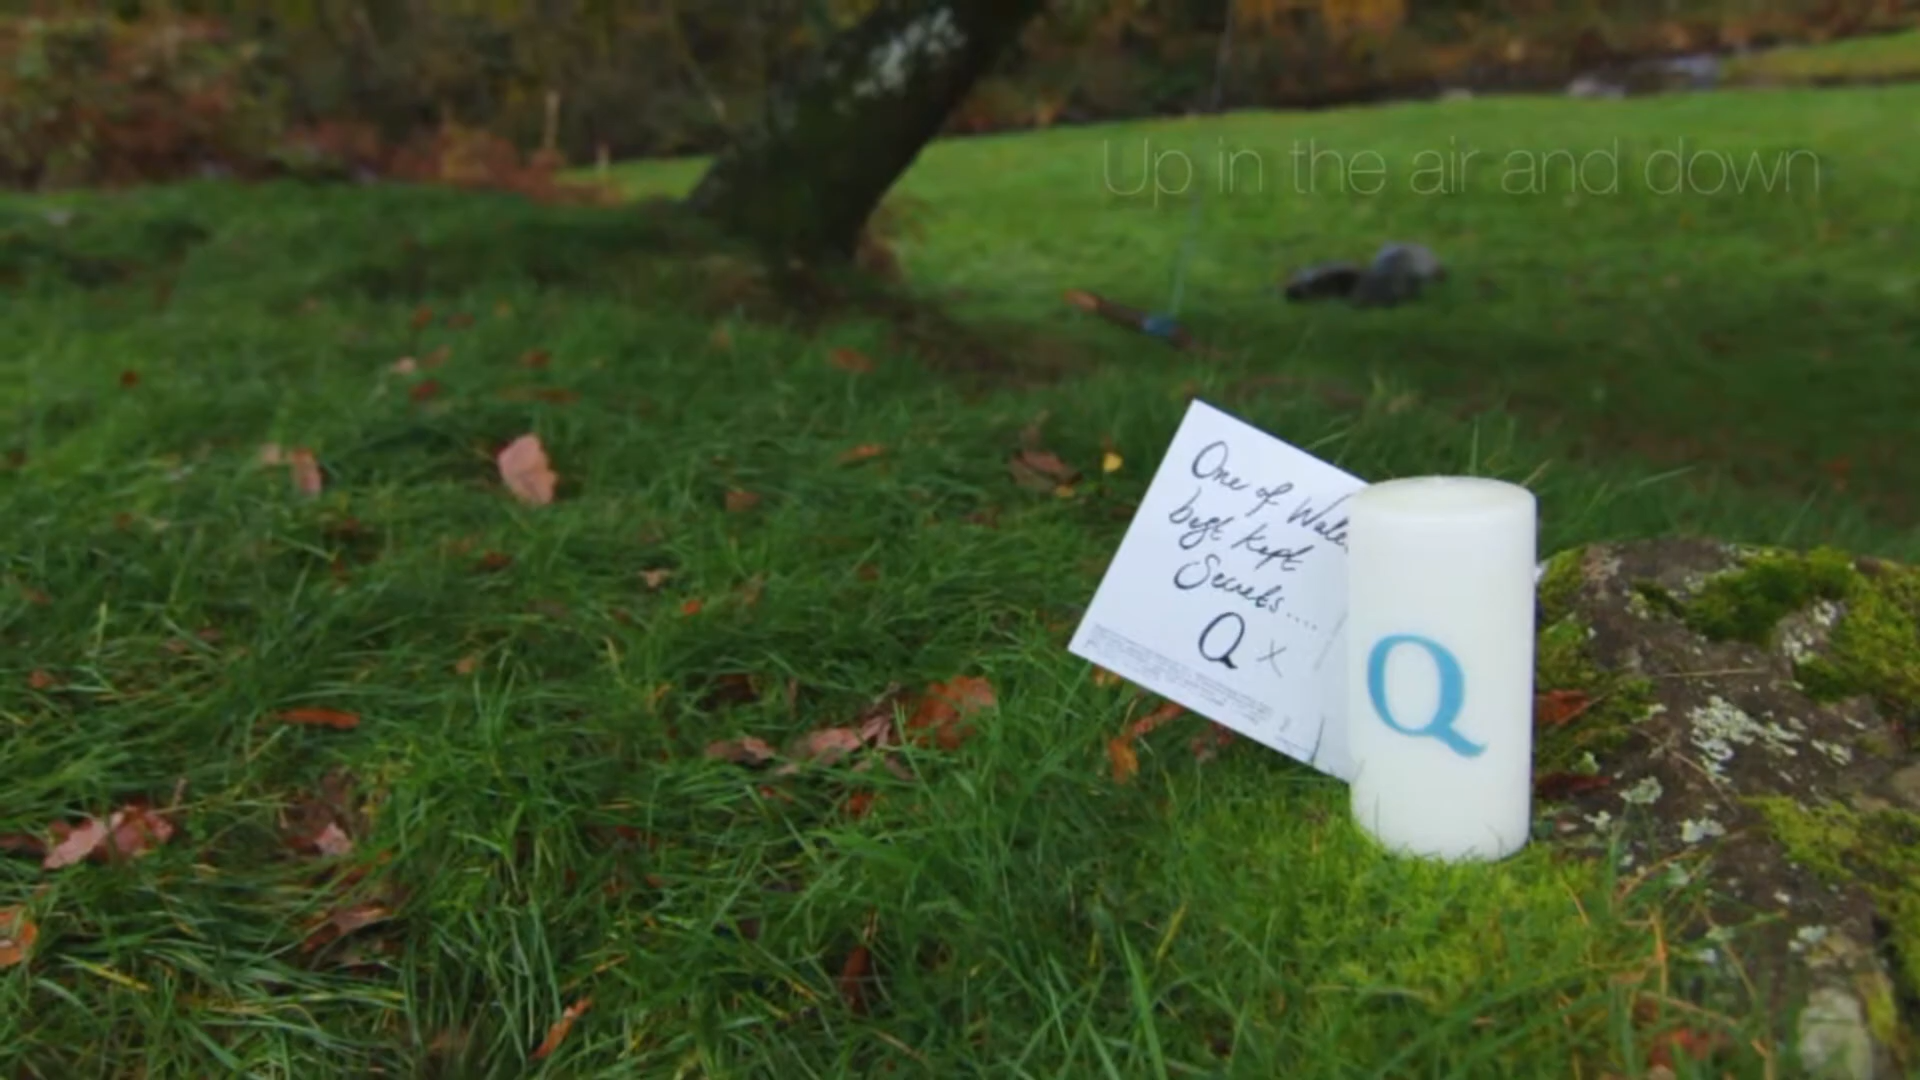 Up in the air and down
One of Wales
best kept
Secrets....
Q x
Q